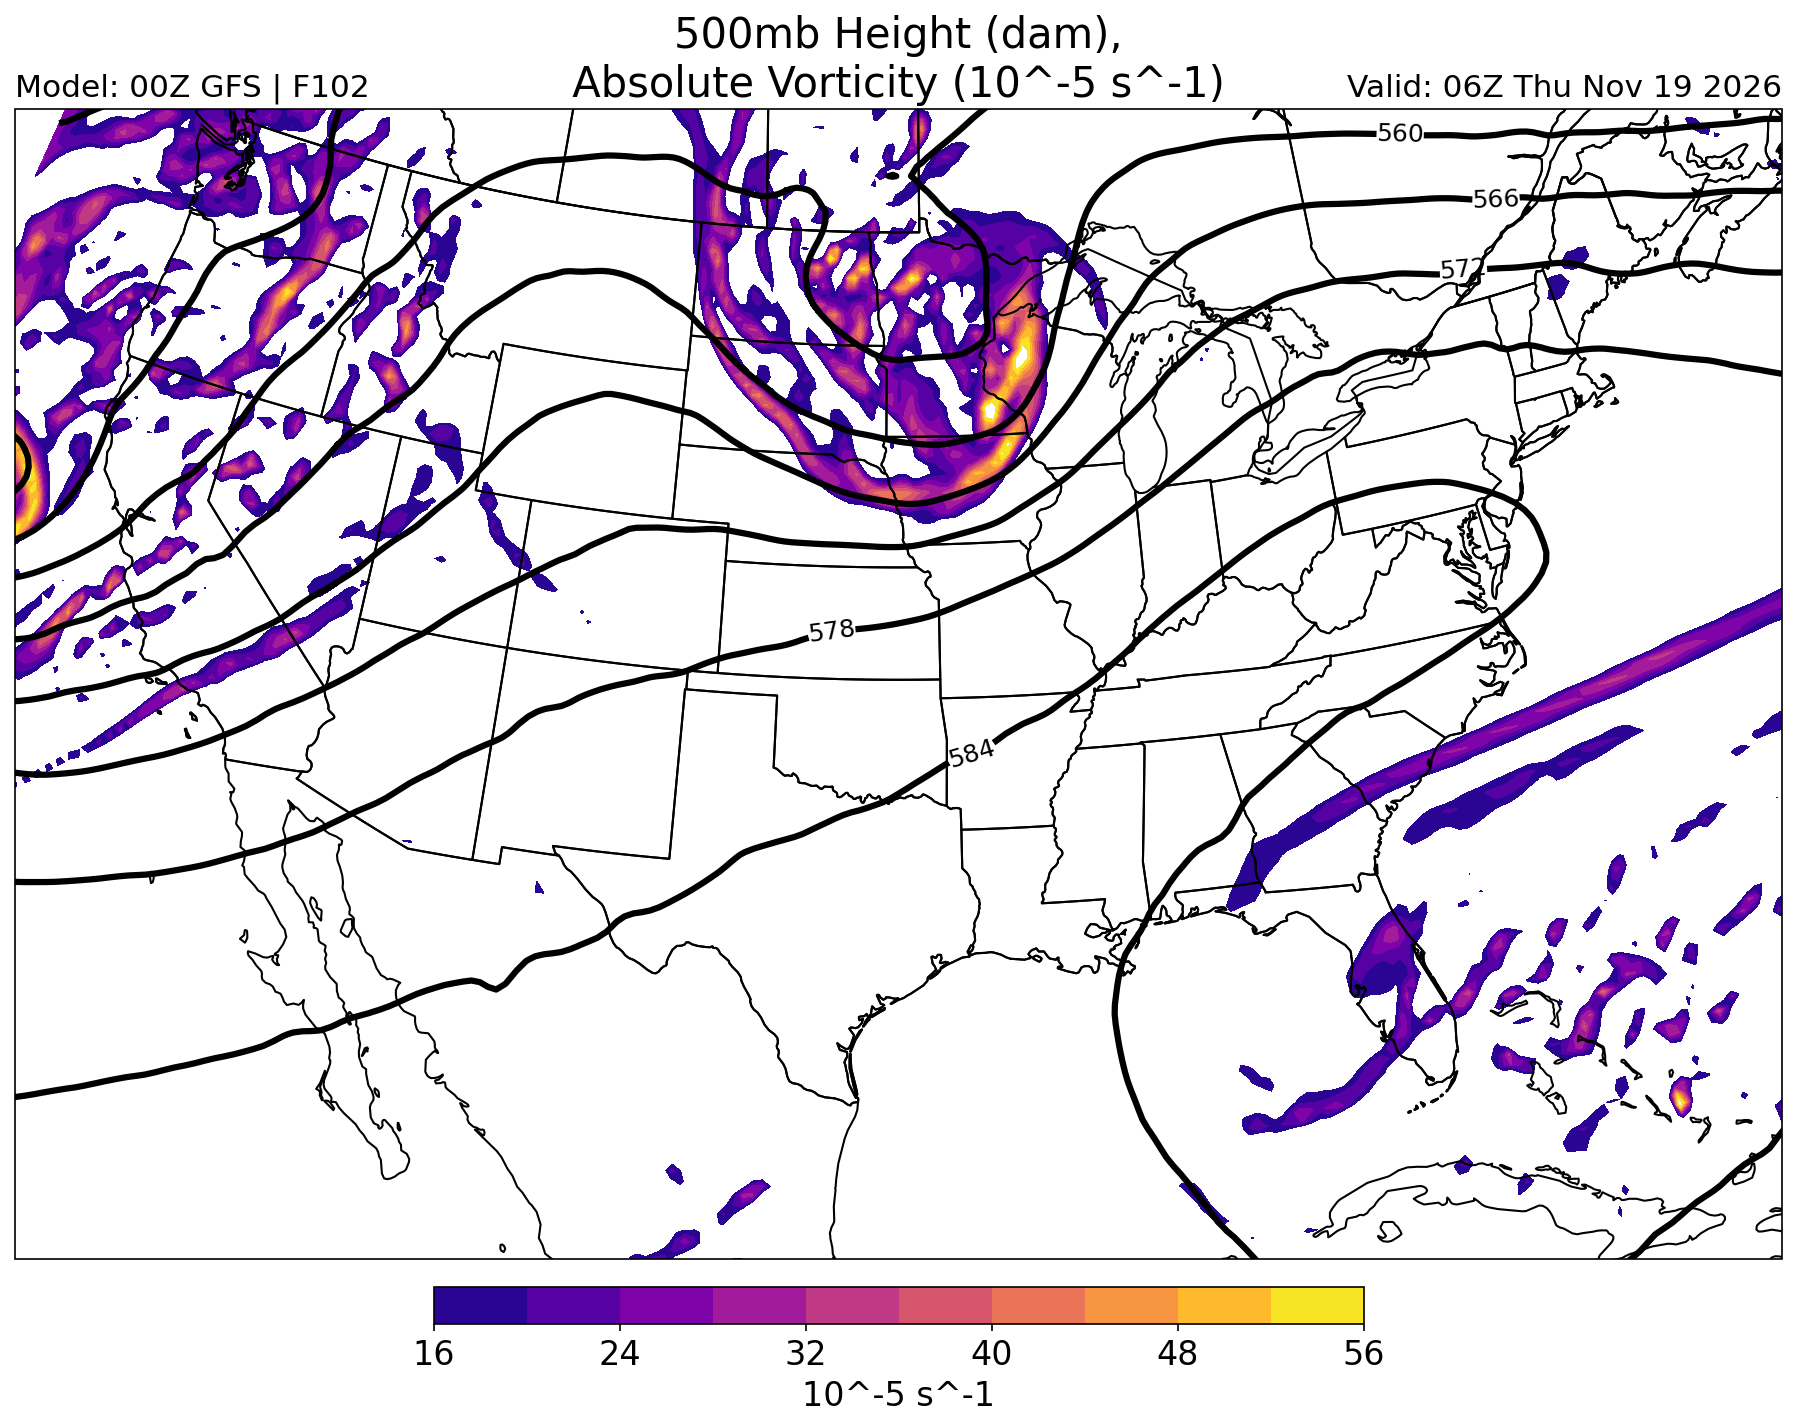 500mb Height (dam),
Model: 00Z GFS | F102
Absolute Vorticity (10^-5 s^-1)
Valid: 06Z Thu Nov 19 2026
560
566
572
578
584
16 24 32 40 48 56
10^-5 s^-1